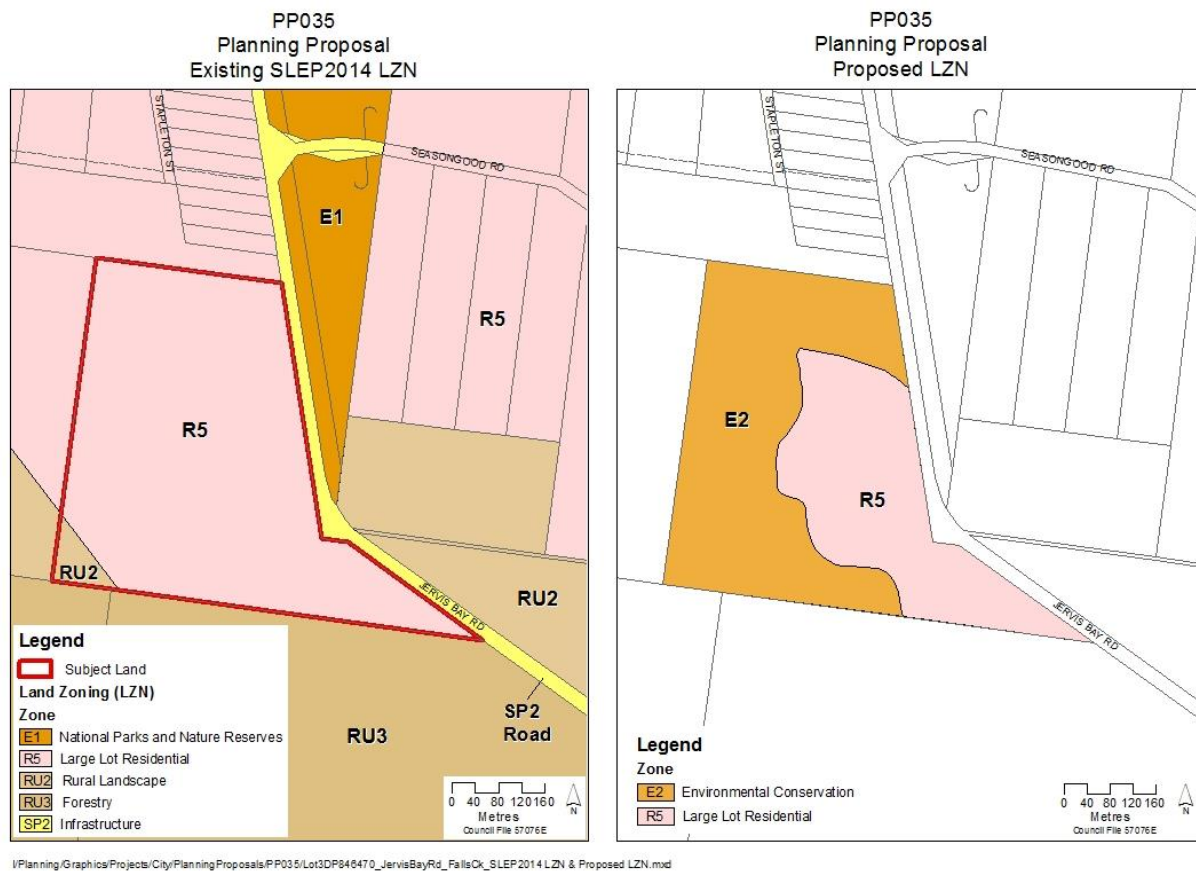 PP035
Planning Proposal
Existing SLEP2014 LZN
STAPLETON ST
SEASONGOOD RD
E1
R5
R5
RU2
JERVIS BAY RD
RU2
SP2
Road
RU3
Legend
Subject Land
Land Zoning (LZN)
Zone
E1 National Parks and Nature Reserves
R5 Large Lot Residential
RU2 Rural Landscape
RU3 Forestry
SP2 Infrastructure
0 40 80 120 160
Metres
Council File 57076E
N
PP035
Planning Proposal
Proposed LZN
STAPLETON ST
SEASONGOOD RD
E2
R5
JERVIS BAY RD
Legend
Zone
E2 Environmental Conservation
R5 Large Lot Residential
0 40 80 120 160
Metres
Council File 57076E
N
I/Planning/Graphics/Projects/City/PlanningProposals/PP035/Lot3DP846470_JervisBayRd_FallsCk_SLEP2014 LZN & Proposed LZN.mxd